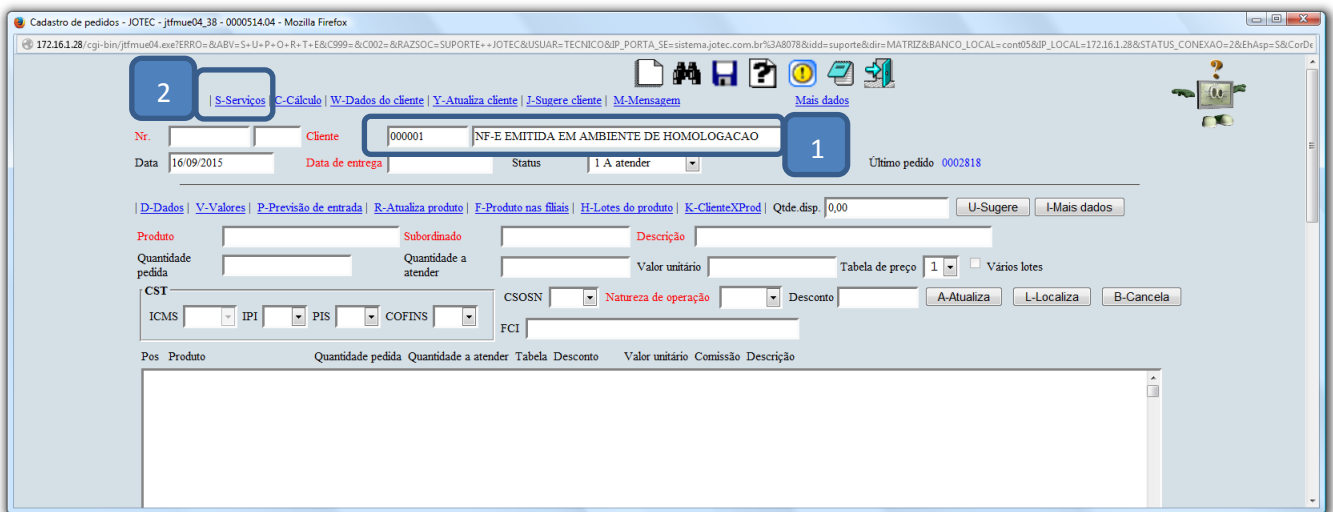 Cadastro de pedidos - JOTEC - jtfmue04_38 - 0000514.04 - Mozilla Firefox
172.16.1.28/cgi-bin/jtfmue04.exe?ERRO=&ABV=S+U+P+O+R+T+E&C999=&C002=&RAZSOC=SUPORTE++JOTEC&USUAR=TECNICO&IP_PORTA_SE=sistema.jotec.com.br%3A8078&idd=suporte&dir=MATRIZ&BANCO_LOCAL=cont05&IP_LOCAL=172.16.1.28&STATUS_CONEXAO=2&EhAsp=S&CorDe
2
| S-Serviços | C-Cálculo | W-Dados do cliente | Y-Atualiza cliente | J-Sugere cliente | M-Mensagem Mais dados
Nr. Cliente 000001 NF-E EMITIDA EM AMBIENTE DE HOMOLOGACAO
1
Data 16/09/2015 Data de entrega Status 1 A atender Último pedido 0002818
| D-Dados | V-Valores | P-Previsão de entrada | R-Atualiza produto | F-Produto nas filiais | H-Lotes do produto | K-ClienteXProd | Qtde.disp. 0,00 U-Sugere I-Mais dados
Produto Subordinado Descrição
Quantidade pedida Quantidade a atender Valor unitário Tabela de preço 1 Vários lotes
CST
ICMS IPI PIS COFINS CSOSN Natureza de operação Desconto A-Atualiza L-Localiza B-Cancela
FCI
Pos Produto Quantidade pedida Quantidade a atender Tabela Desconto Valor unitário Comissão Descrição